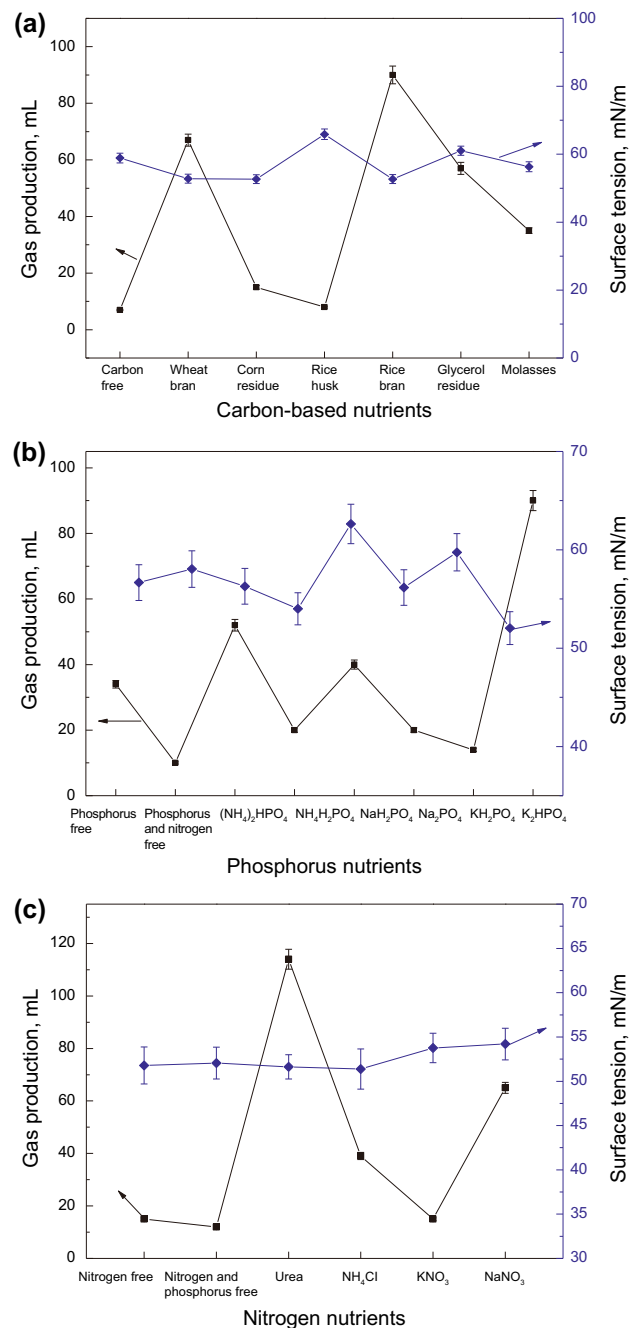 (a)
100
80
60
40
20
0
Gas production, mL
100
80
60
40
20
0
Surface tension, mN/m
Carbon
free
Wheat
bran
Corn
residue
Rice
husk
Rice
bran
Glycerol
residue
Molasses
Carbon-based nutrients
(b)
100
80
60
40
20
0
Gas production, mL
70
60
50
40
Surface tension, mN/m
Phosphorus
free
Phosphorus
and nitrogen
free
(NH₄)₂HPO₄
NH₄H₂PO₄
NaH₂PO₄
Na₂PO₄
KH₂PO₄
K₂HPO₄
Phosphorus nutrients
(c)
120
100
80
60
40
20
0
Gas production, mL
70
65
60
55
50
45
40
35
30
Surface tension, mN/m
Nitrogen free
Nitrogen and
phosphorus free
Urea
NH₄Cl
KNO₃
NaNO₃
Nitrogen nutrients